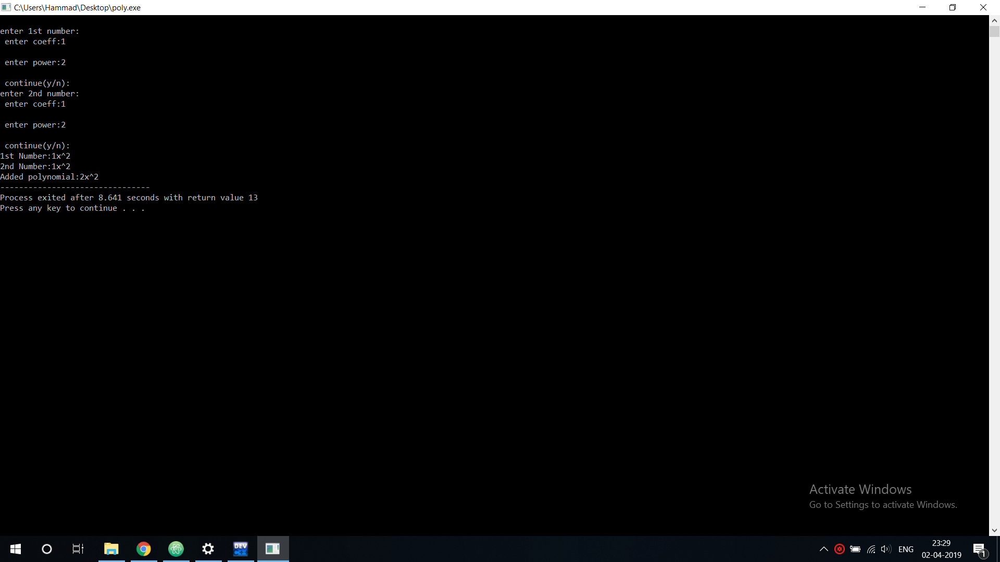 C:\Users\Hammad\Desktop\poly.exe
enter 1st number:
enter coeff:1
enter power:2
continue(y/n):
enter 2nd number:
enter coeff:1
enter power:2
continue(y/n):
1st Number:1x^2
2nd Number:1x^2
Added polynomial:2x^2
--------------------------------
Process exited after 8.641 seconds with return value 13
Press any key to continue . . .
Activate Windows
Go to Settings to activate Windows.
DEV
ENG
23:29
02-04-2019
1